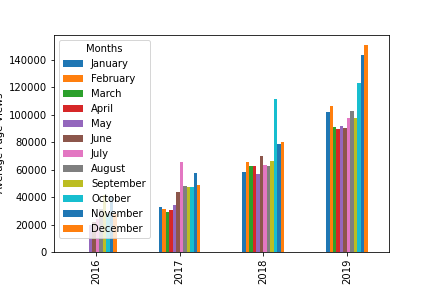 Months
January
February
March
April
May
June
July
August
September
October
November
December
140000
120000
100000
80000
60000
40000
20000
0
Average Page Views
2016
2017
2018
2019